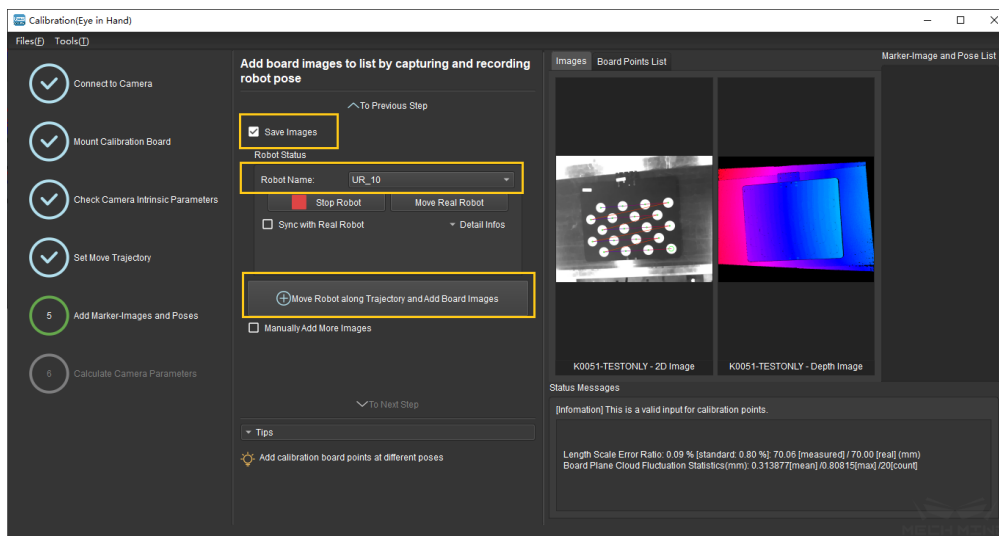 Calibration(Eye in Hand)
Files(F) Tools(T)
Connect to Camera
Mount Calibration Board
Check Camera Intrinsic Parameters
Set Move Trajectory
5
Add Marker-Images and Poses
6
Calculate Camera Parameters
Add board images to list by capturing and recording
robot pose
To Previous Step
Save Images
Robot Status
Robot Name: UR_10
Stop Robot Move Real Robot
Sync with Real Robot Detail Infos
Move Robot along Trajectory and Add Board Images
Manually Add More Images
To Next Step
Tips
Add calibration board points at different poses
Images Board Points List
K0051-TESTONLY - 2D Image K0051-TESTONLY - Depth Image
Marker-Image and Pose List
Status Messages
[Infomation] This is a valid input for calibration points.
Length Scale Error Ratio: 0.09 % [standard: 0.80 %]: 70.06 [measured] / 70.00 [real] (mm)
Board Plane Cloud Fluctuation Statistics(mm): 0.313877[mean] /0.80815[max] /20[count]
MECH MIND